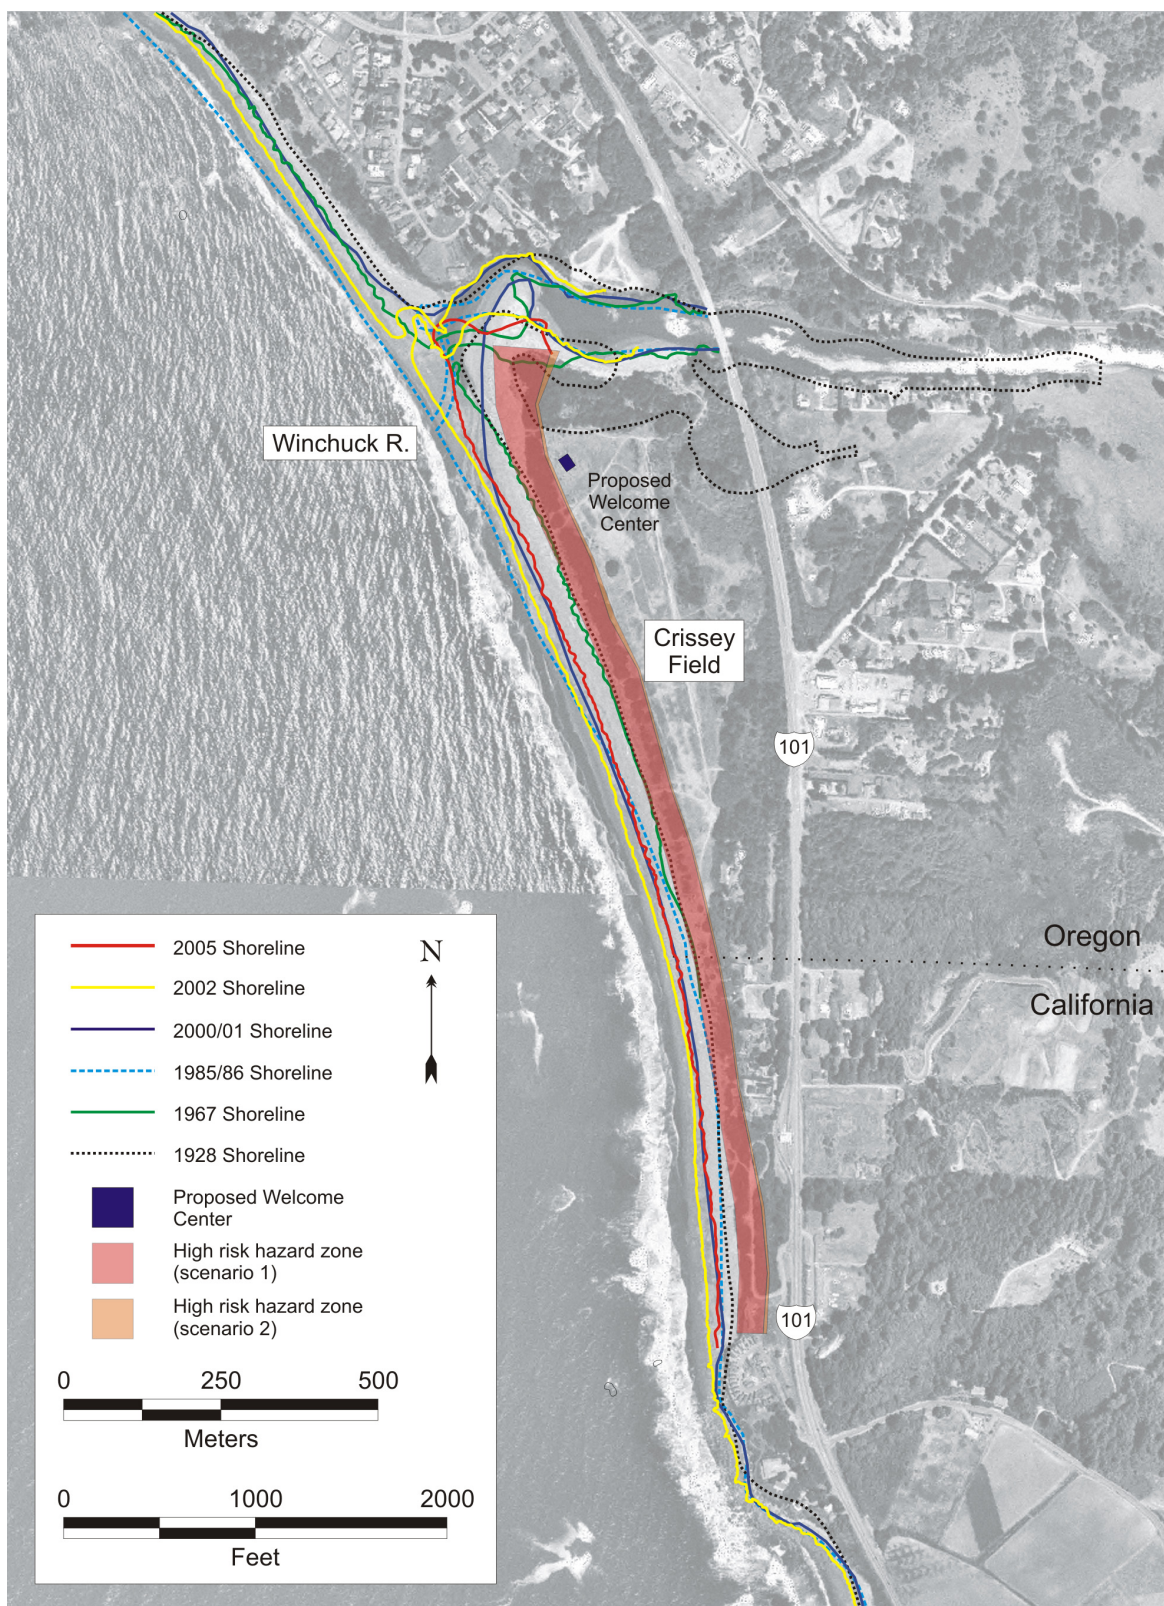 Winchuck R.
Proposed
Welcome
Center
Crissey
Field
101
Oregon
California
101
N
2005 Shoreline
2002 Shoreline
2000/01 Shoreline
1985/86 Shoreline
1967 Shoreline
1928 Shoreline
Proposed Welcome
Center
High risk hazard zone
(scenario 1)
High risk hazard zone
(scenario 2)
0 250 500
Meters
0 1000 2000
Feet